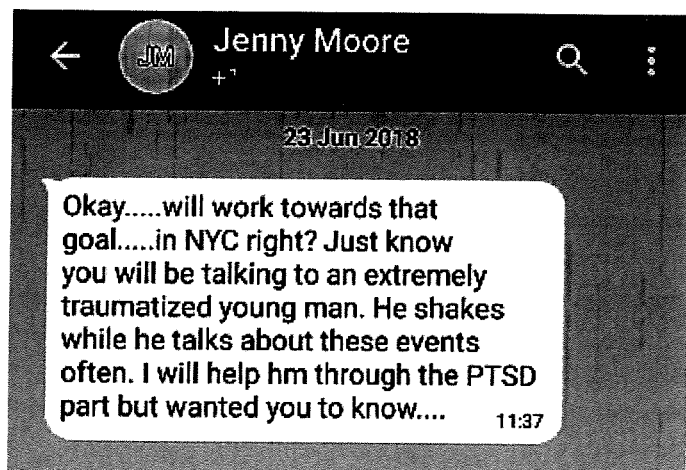 Jenny Moore
JM
23 Jun 2018
Okay.....will work towards that
goal.....in NYC right? Just know
you will be talking to an extremely
traumatized young man. He shakes
while he talks about these events
often. I will help hm through the PTSD
part but wanted you to know....
11:37